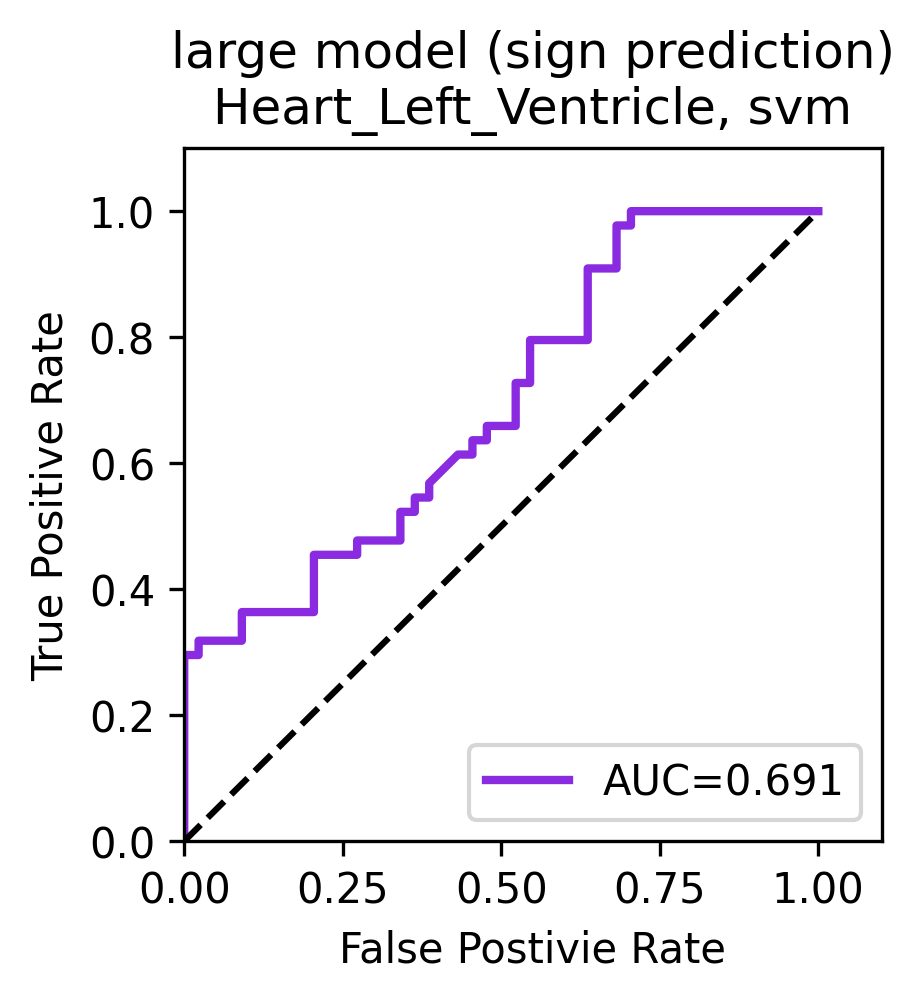 large model (sign prediction)
Heart_Left_Ventricle, svm
True Positive Rate
1.0
0.8
0.6
0.4
0.2
0.0
AUC=0.691
0.00 0.25 0.50 0.75 1.00
False Postivie Rate